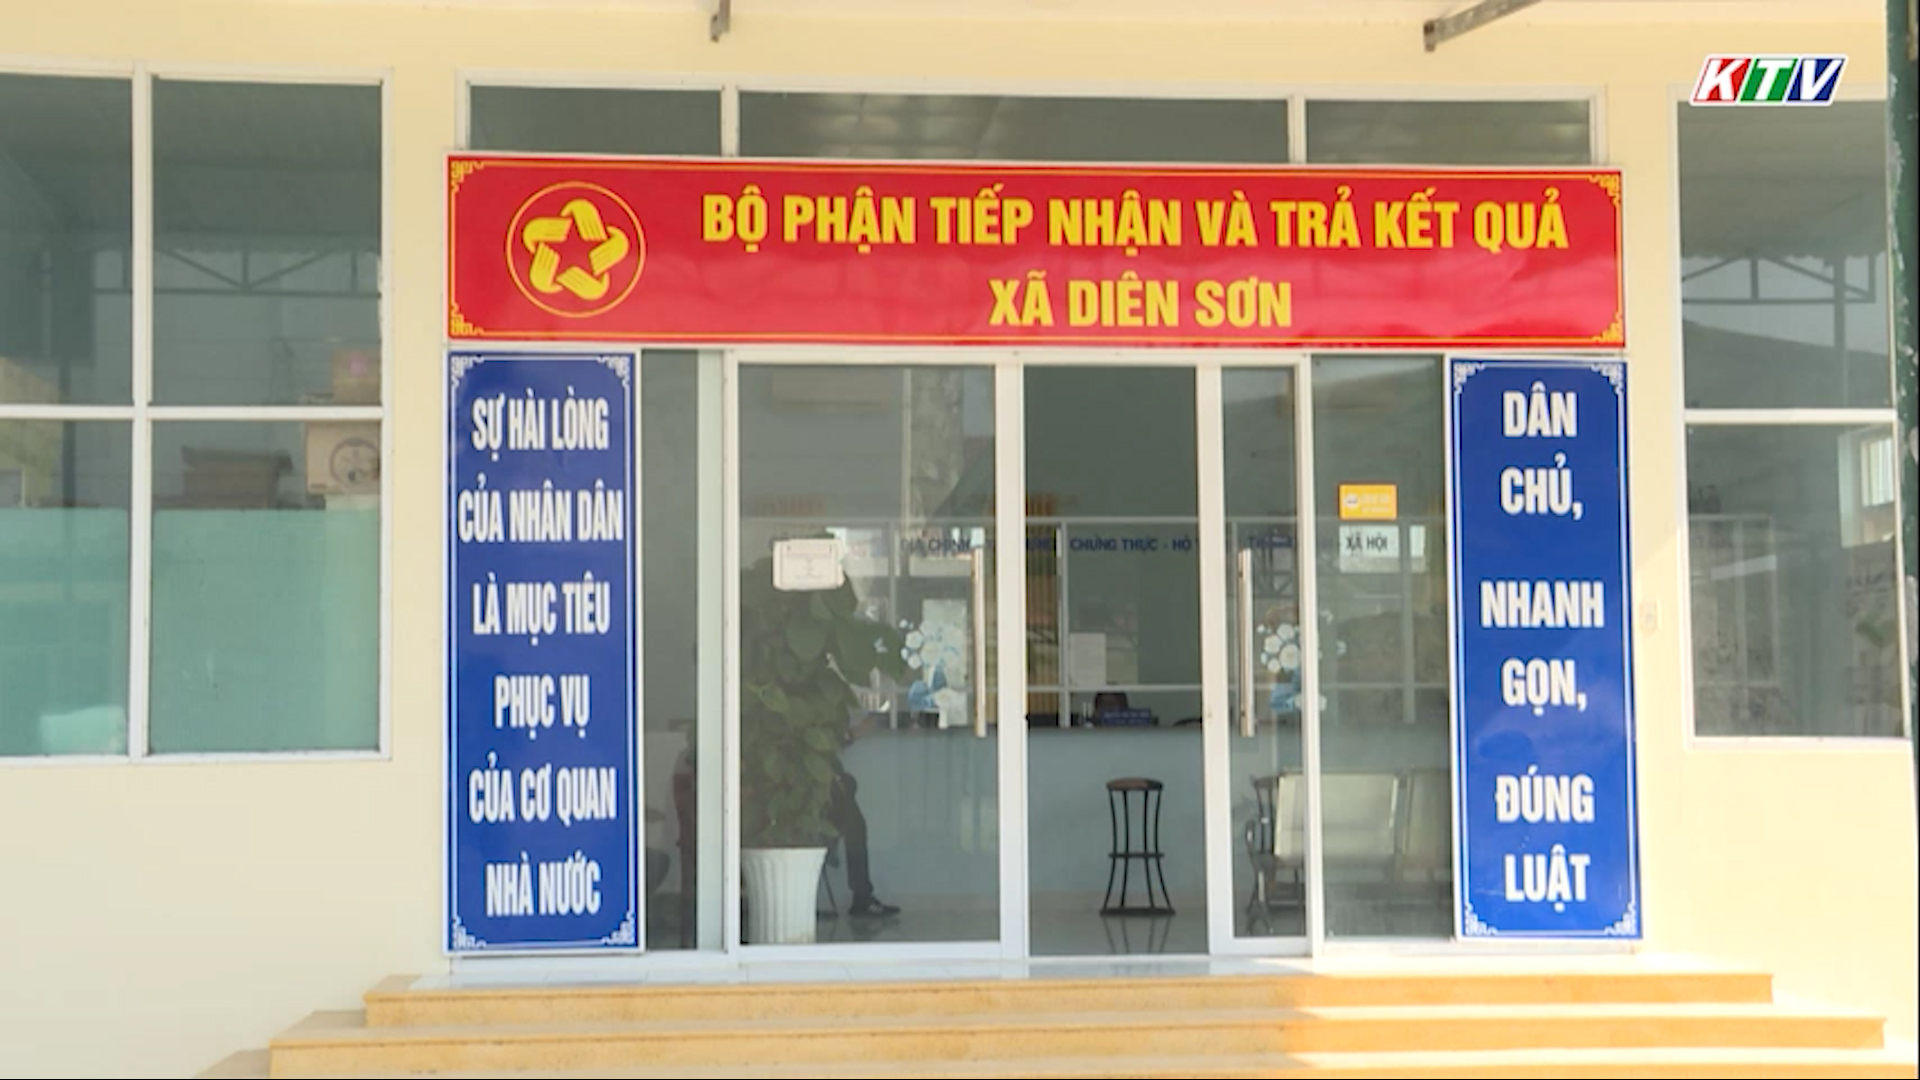 KTV
BỘ PHẬN TIẾP NHẬN VÀ TRẢ KẾT QUẢ
XÃ DIÊN SƠN
SỰ HÀI LÒNG
CỦA NHÂN DÂN
LÀ MỤC TIÊU
PHỤC VỤ
CỦA CƠ QUAN
NHÀ NƯỚC
DÂN
CHỦ,
NHANH
GỌN,
ĐÚNG
LUẬT
CHỨNG THỰC - HỘ
XÃ HỘI